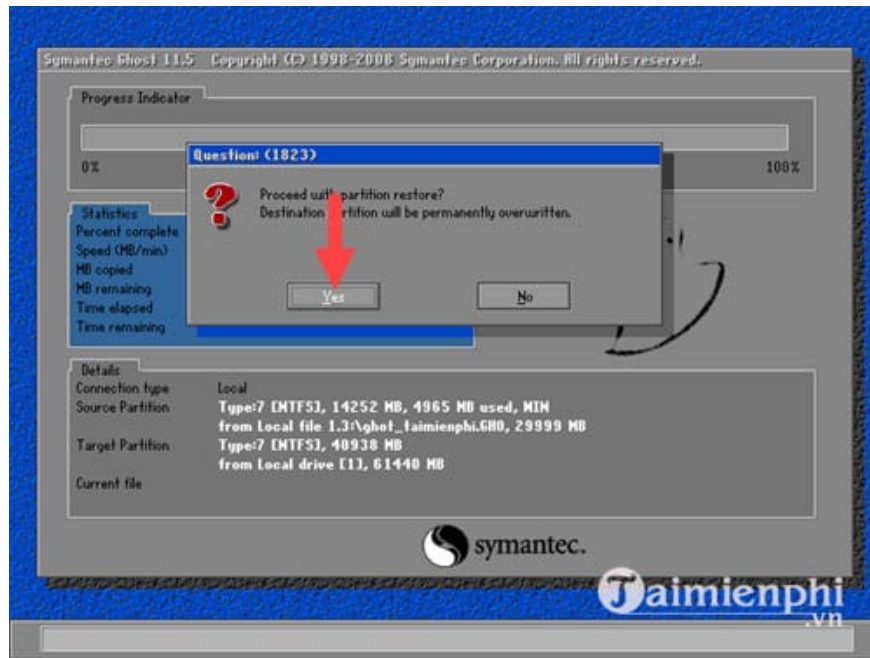 Symantec Ghost 11.5 Copyright (C) 1998-2008 Symantec Corporation. All rights reserved.
Progress Indicator
0%
100%
Question: (1823)
Proceed with partition restore?
Destination partition will be permanently overwritten.
Yes
No
Statistics
Percent complete
Speed (MB/min)
MB copied
MB remaining
Time elapsed
Time remaining
Details
Connection type Local
Source Partition Type:7 [NTFS], 14252 MB, 4965 MB used, WIN
from Local file 1.3:\ghot_taimienphi.GHO, 29999 MB
Target Partition Type:7 [NTFS], 40938 MB
from Local drive [1], 61440 MB
Current file
symantec.
Taimienphi
.vn